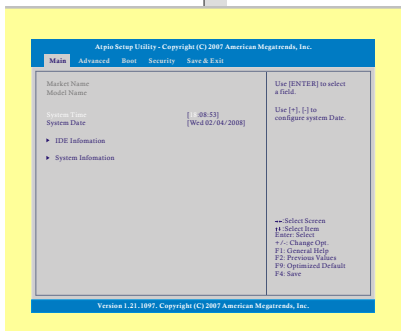 Atpio Setup Utility - Copyright (C) 2007 American Megatrends, Inc.
Main Advanced Boot Security Save & Exit
Market Name
Model Name
System Time [ :08:53]
System Date [Wed 02/04/2008]
IDE Infomation
System Infomation
Use [ENTER] to select
a field.
Use [+], [-] to
configure system Date.
:Select Screen
:Select Item
Enter: Select
+/-: Change Opt.
F1: General Help
F2: Previous Values
F9: Optimized Default
F4: Save
Version 1.21.1097. Copyright (C) 2007 American Megatrends, Inc.